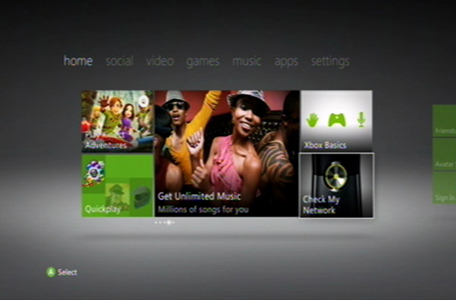 home social video games music apps settings
Adventures
Quickplay
Get Unlimited Music
Millions of songs for you
Xbox Basics
Check My
Network
Friends
Avatar
Sign In
A Select